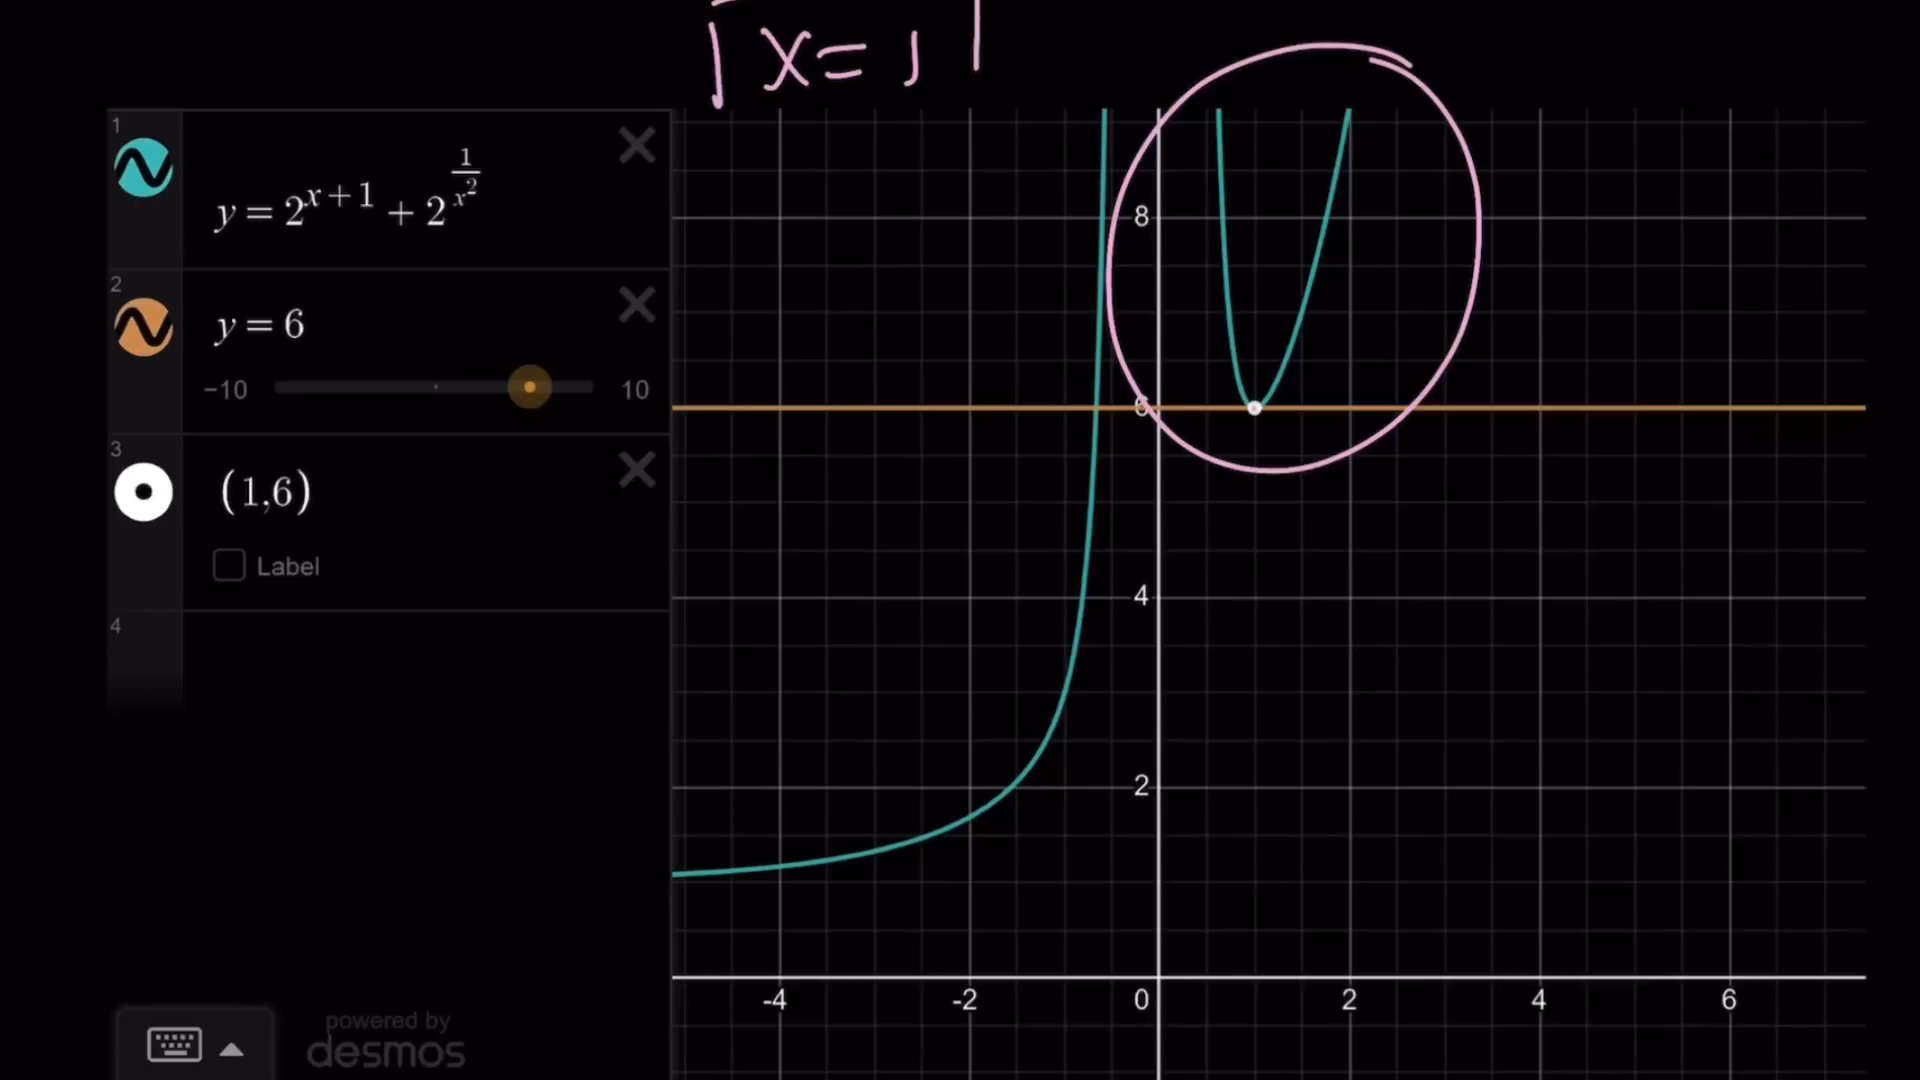 x = 1
1
y = 2^{x+1} + 2^{\frac{1}{x^2}}
2
y = 6
-10
10
3
(1,6)
Label
4
8
6
4
2
-4 -2 0 2 4 6
powered by
desmos